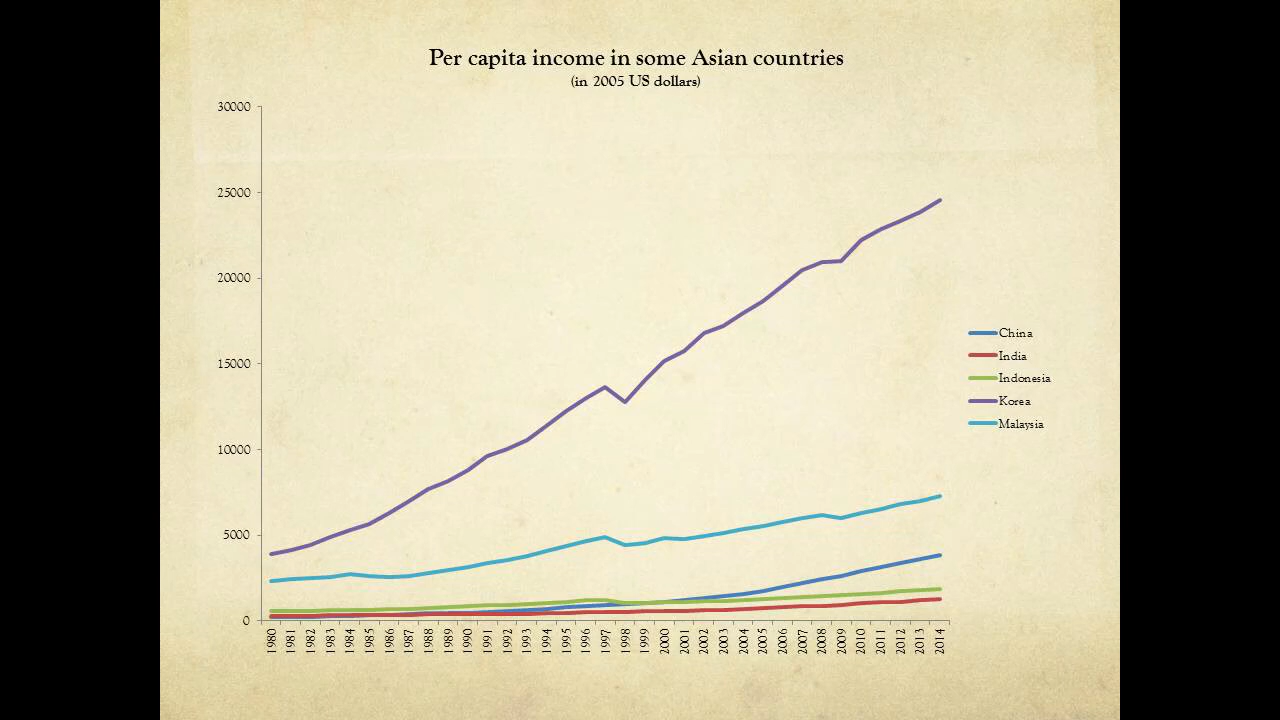 Per capita income in some Asian countries
(in 2005 US dollars)
30000
25000
20000
15000
10000
5000
0
1980 1981 1982 1983 1984 1985 1986 1987 1988 1989 1990 1991 1992 1993 1994 1995 1996 1997 1998 1999 2000 2001 2002 2003 2004 2005 2006 2007 2008 2009 2010 2011 2012 2013 2014
China
India
Indonesia
Korea
Malaysia